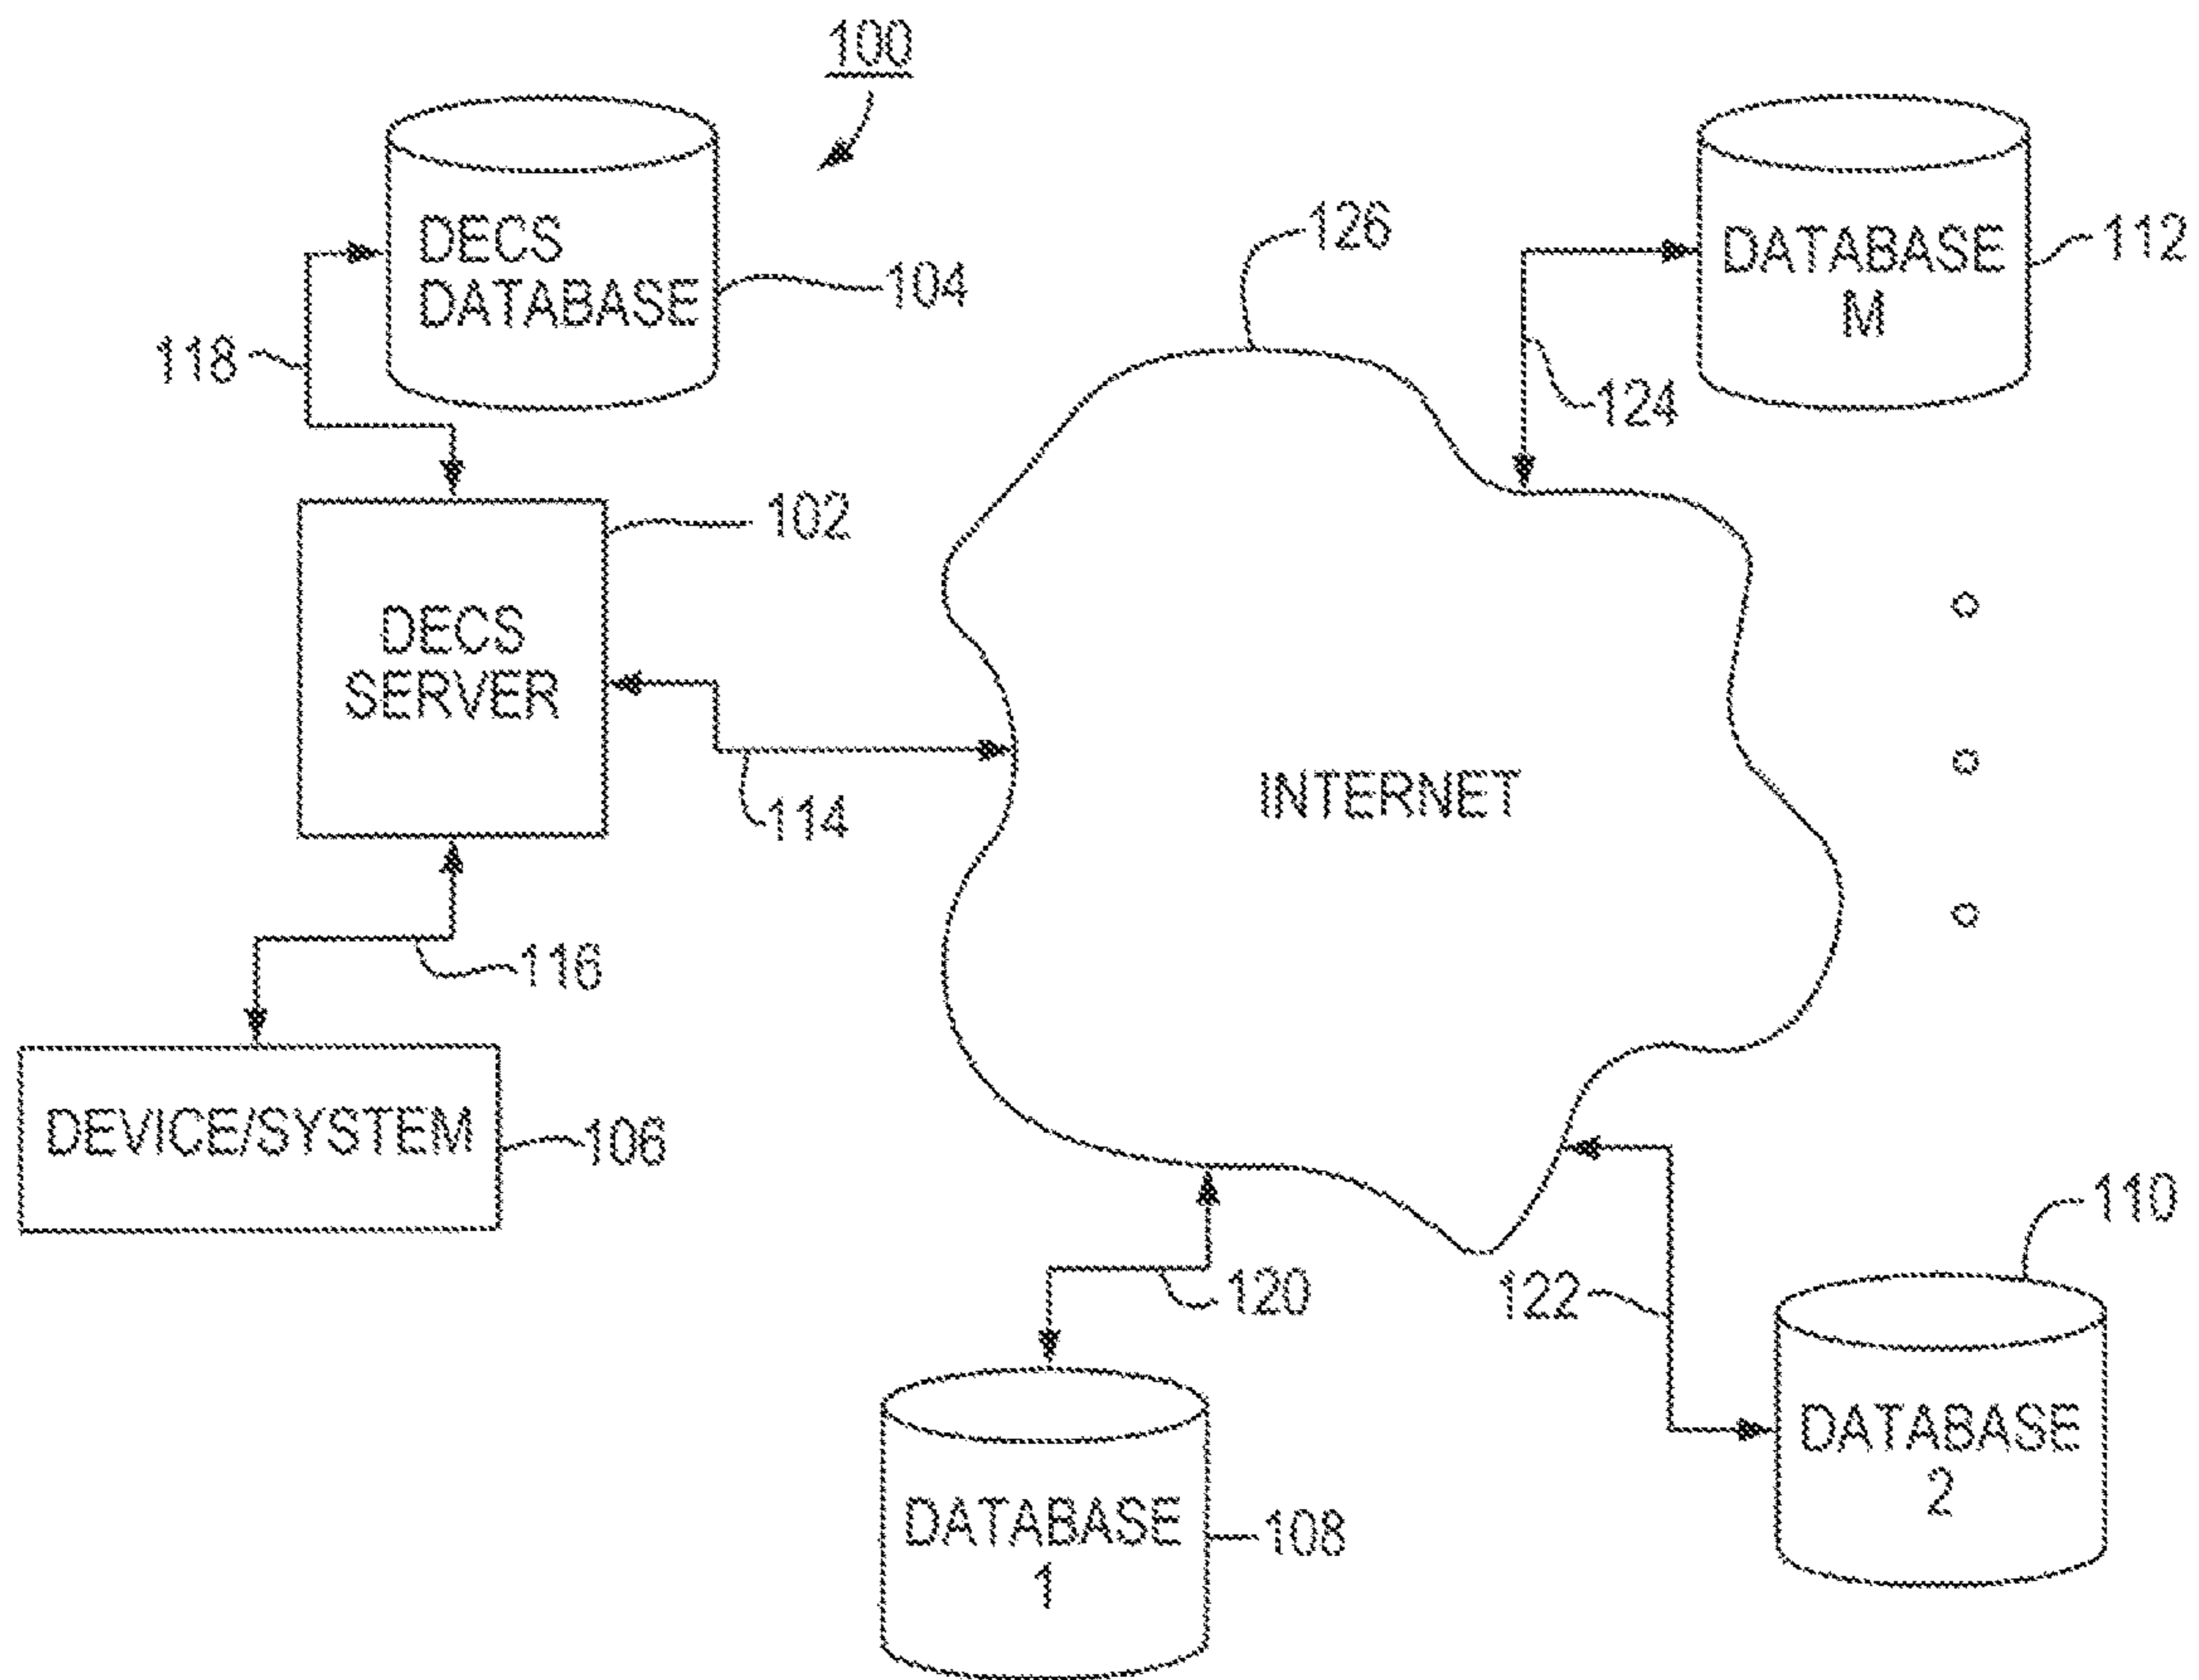 100
DECS
DATABASE
104
118
126
DATABASE
M
112
124
102
DECS
SERVER
114
INTERNET
116
DEVICE/SYSTEM
106
120
122
110
DATABASE
2
DATABASE
1
108